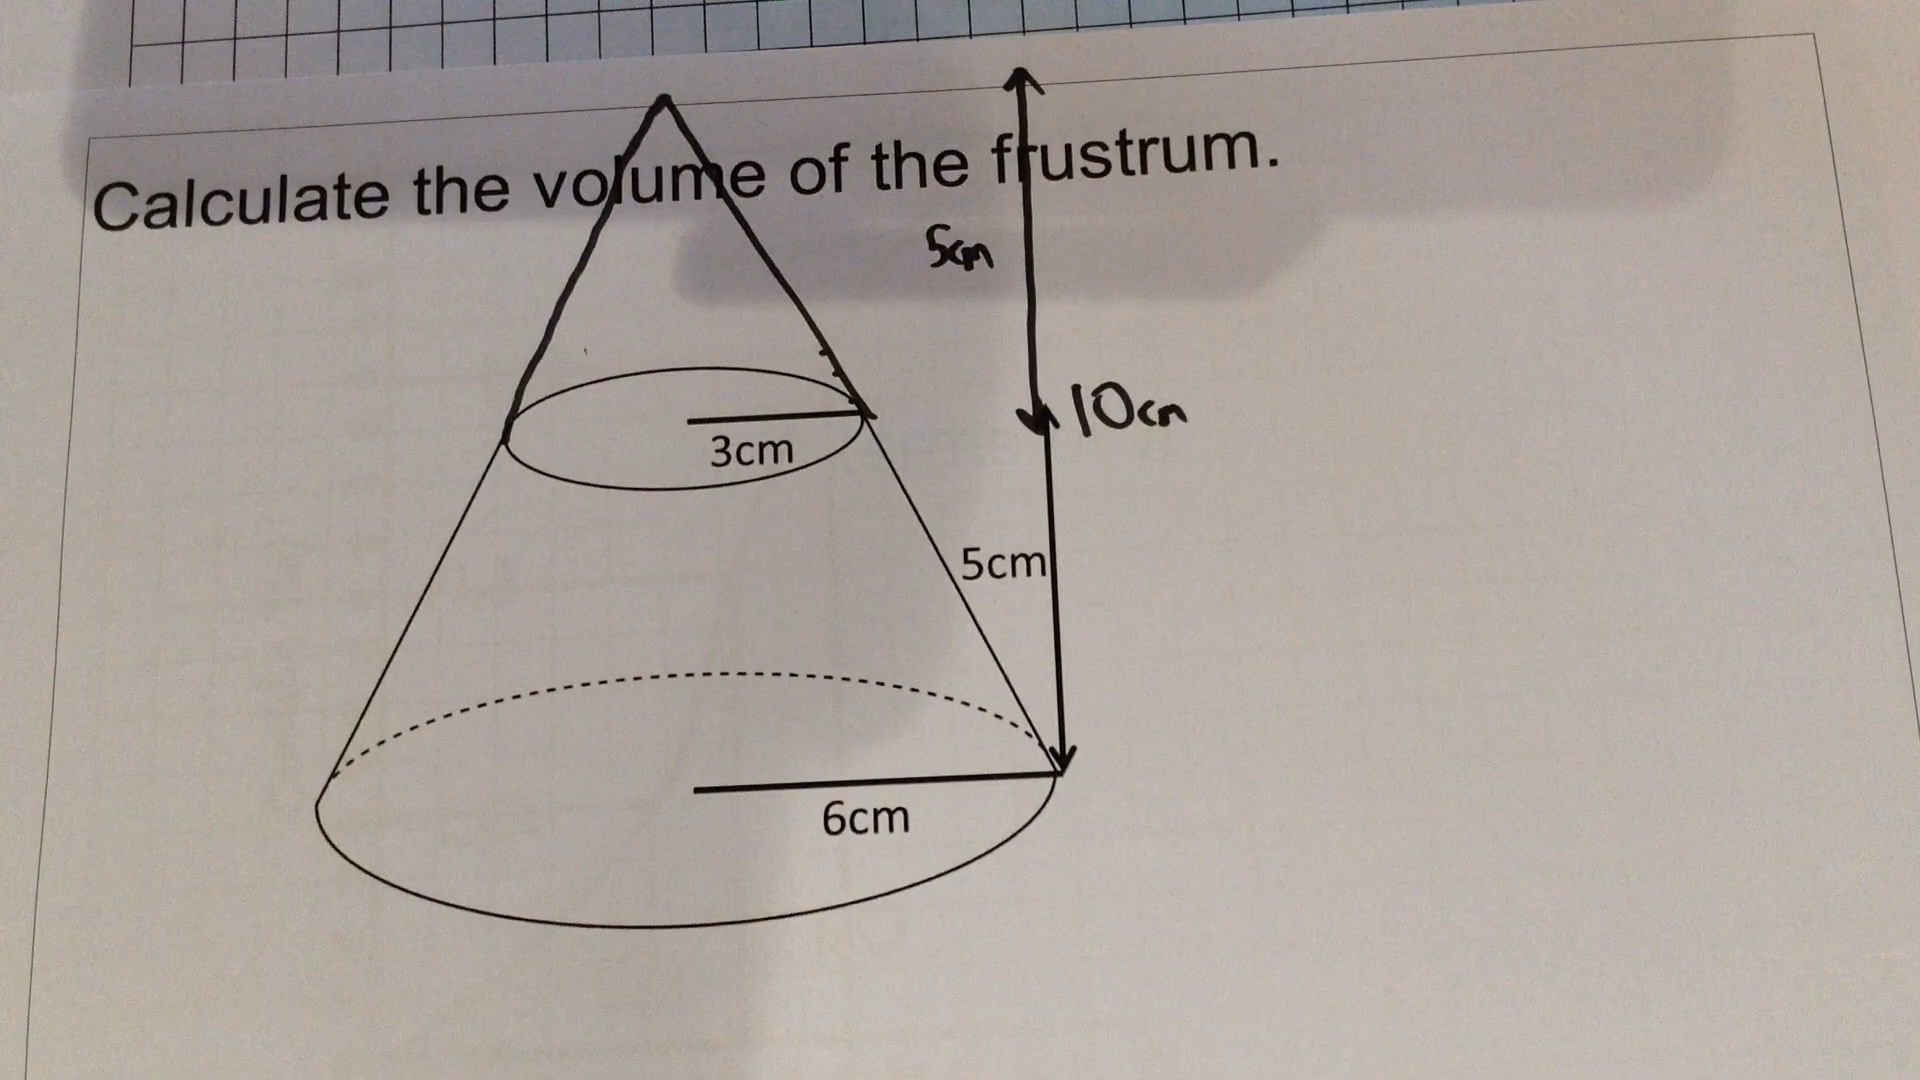 Calculate the volume of the frustrum.
5cm
10cm
3cm
5cm
6cm